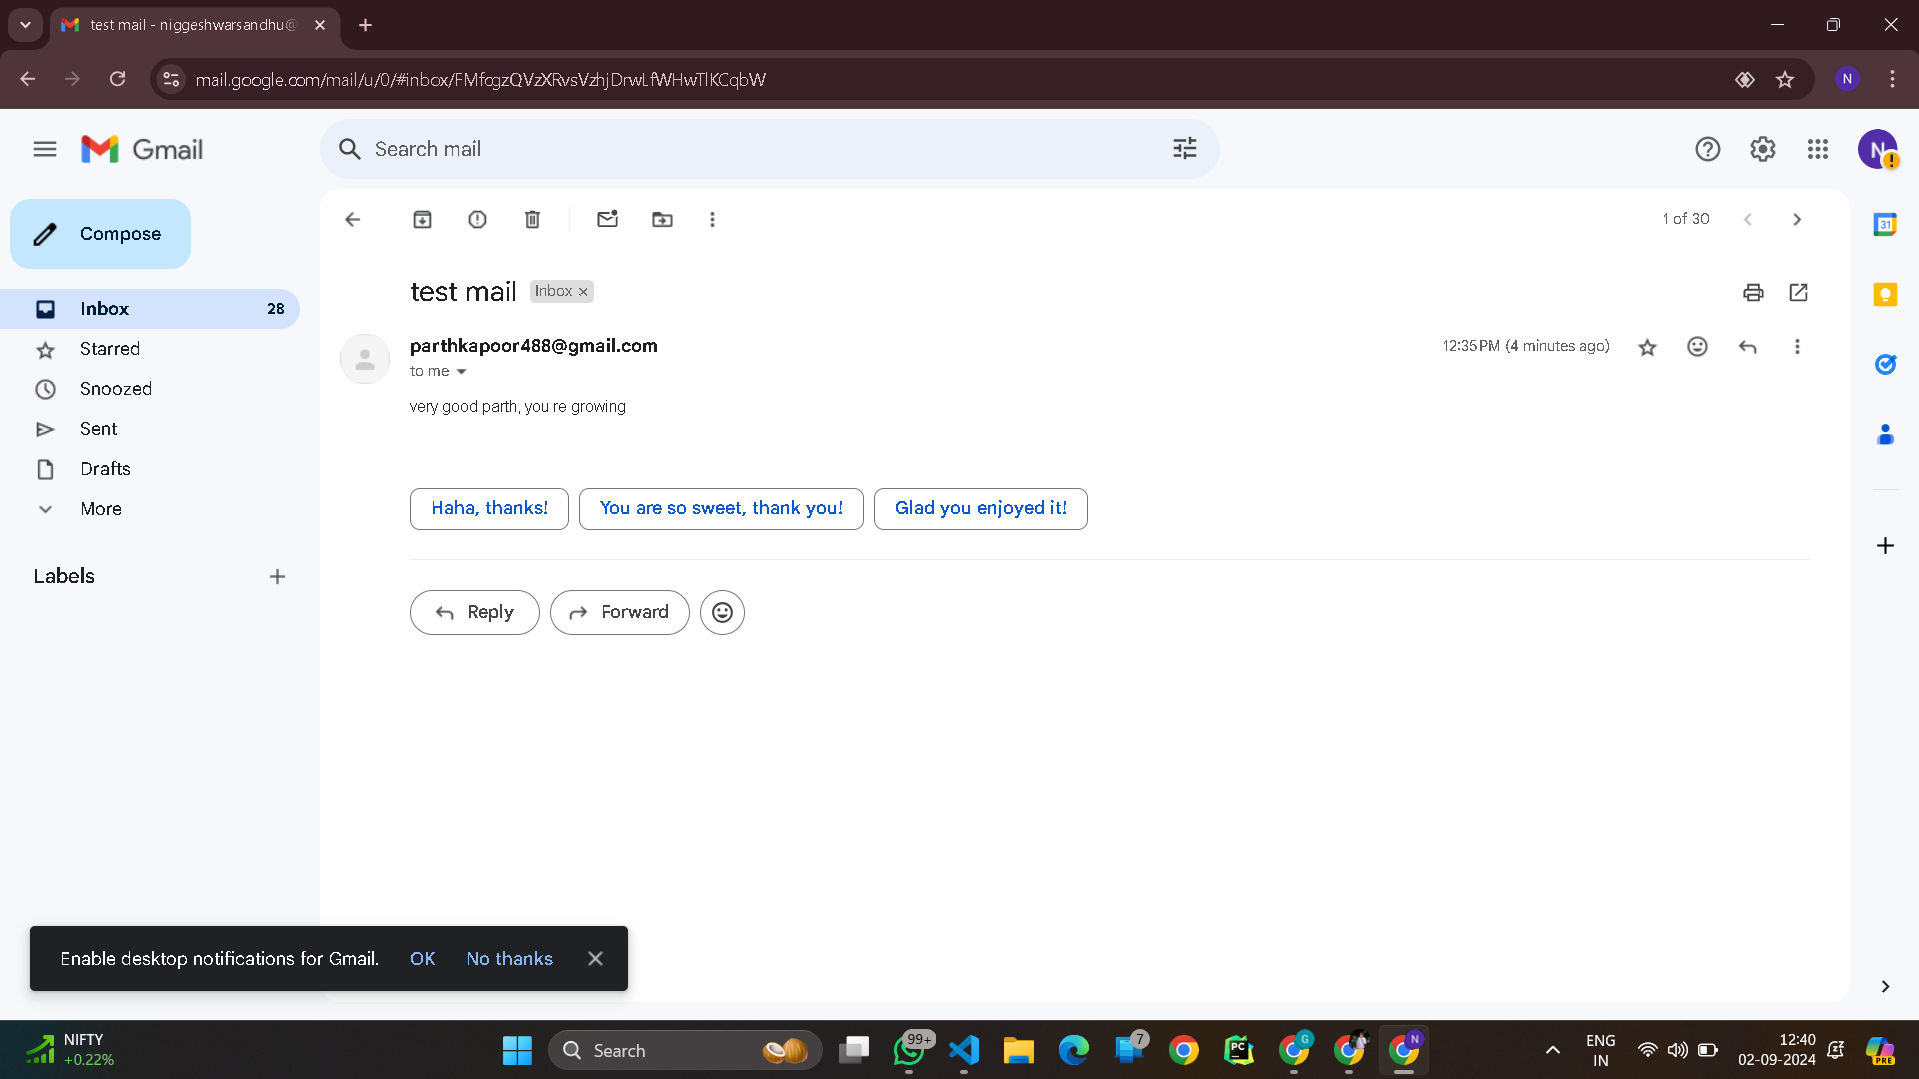 test mail - niggeshwarsandhu@
mail.google.com/mail/u/0/#inbox/FMfcgzQVzXRvsVzhjDrwLfWHwTlKCqbW
N
Gmail
Search mail
N
Compose
1 of 30
31
test mail
Inbox
Inbox 28
parthkapoor488@gmail.com
12:35 PM (4 minutes ago)
Starred
to me
Snoozed
very good parth, you re growing
Sent
Drafts
More
Haha, thanks!
You are so sweet, thank you!
Glad you enjoyed it!
Labels
Reply
Forward
Enable desktop notifications for Gmail.
OK
No thanks
NIFTY
+0.22%
Search
99+
7
PC
G
N
ENG
IN
12:40
02-09-2024
PRE